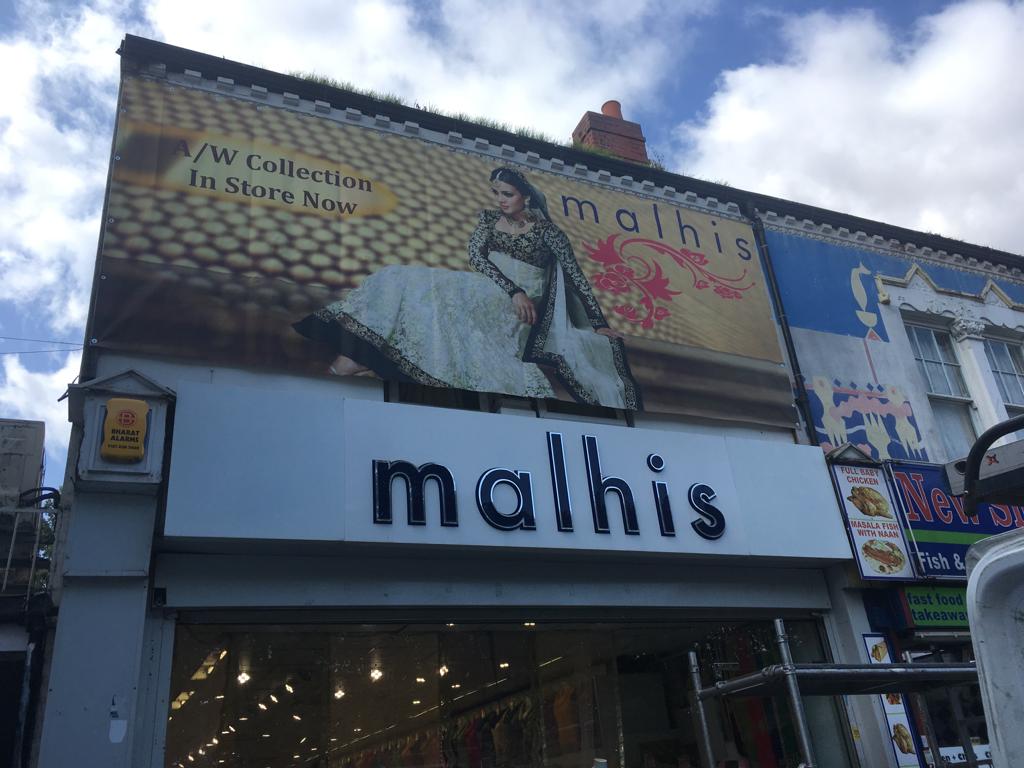 A/W Collection
In Store Now
malhis
BHARAT
ALARMS
malhis
FULL BABY
CHICKEN
MASALA FISH
WITH NAAN
New
Fish &
fast food
takeaway